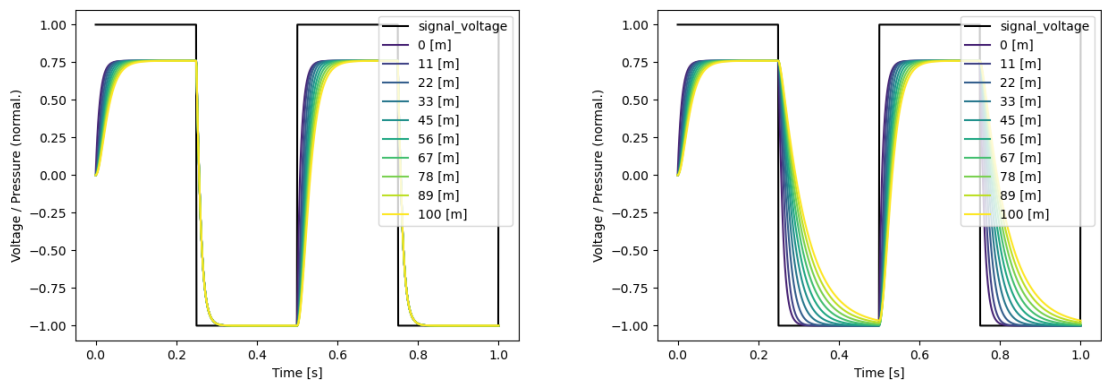 1.00
0.75
0.50
0.25
0.00
−0.25
−0.50
−0.75
−1.00
Voltage / Pressure (normal.)
0.0 0.2 0.4 0.6 0.8 1.0
Time [s]
signal_voltage
0 [m]
11 [m]
22 [m]
33 [m]
45 [m]
56 [m]
67 [m]
78 [m]
89 [m]
100 [m]
1.00
0.75
0.50
0.25
0.00
−0.25
−0.50
−0.75
−1.00
Voltage / Pressure (normal.)
0.0 0.2 0.4 0.6 0.8 1.0
Time [s]
signal_voltage
0 [m]
11 [m]
22 [m]
33 [m]
45 [m]
56 [m]
67 [m]
78 [m]
89 [m]
100 [m]